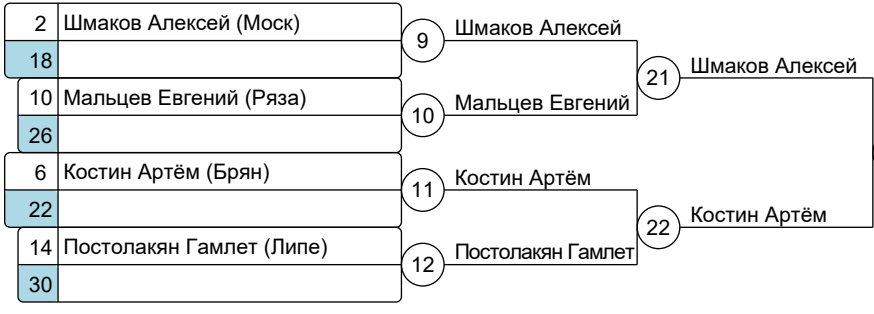 2 Шмаков Алексей (Моск)
9 Шмаков Алексей
18
21 Шмаков Алексей
10 Мальцев Евгений (Ряза)
10 Мальцев Евгений
26
6 Костин Артём (Брян)
11 Костин Артём
22
22 Костин Артём
14 Постолакян Гамлет (Липе)
12 Постолакян Гамлет
30